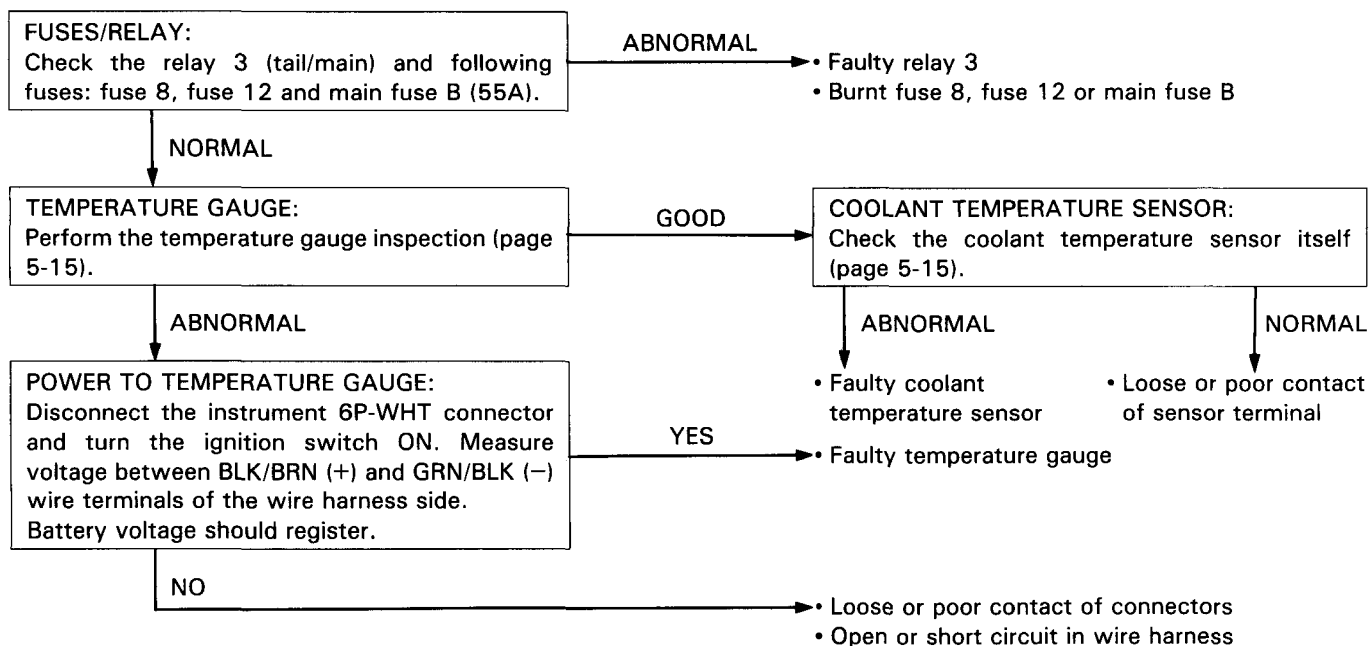 FUSES/RELAY:
Check the relay 3 (tail/main) and following
fuses: fuse 8, fuse 12 and main fuse B (55A).
ABNORMAL
• Faulty relay 3
• Burnt fuse 8, fuse 12 or main fuse B
NORMAL
TEMPERATURE GAUGE:
Perform the temperature gauge inspection (page
5-15).
GOOD
COOLANT TEMPERATURE SENSOR:
Check the coolant temperature sensor itself
(page 5-15).
ABNORMAL
• Faulty coolant
temperature sensor
NORMAL
• Loose or poor contact
of sensor terminal
ABNORMAL
POWER TO TEMPERATURE GAUGE:
Disconnect the instrument 6P-WHT connector
and turn the ignition switch ON. Measure
voltage between BLK/BRN (+) and GRN/BLK (−)
wire terminals of the wire harness side.
Battery voltage should register.
YES
• Faulty temperature gauge
NO
• Loose or poor contact of connectors
• Open or short circuit in wire harness